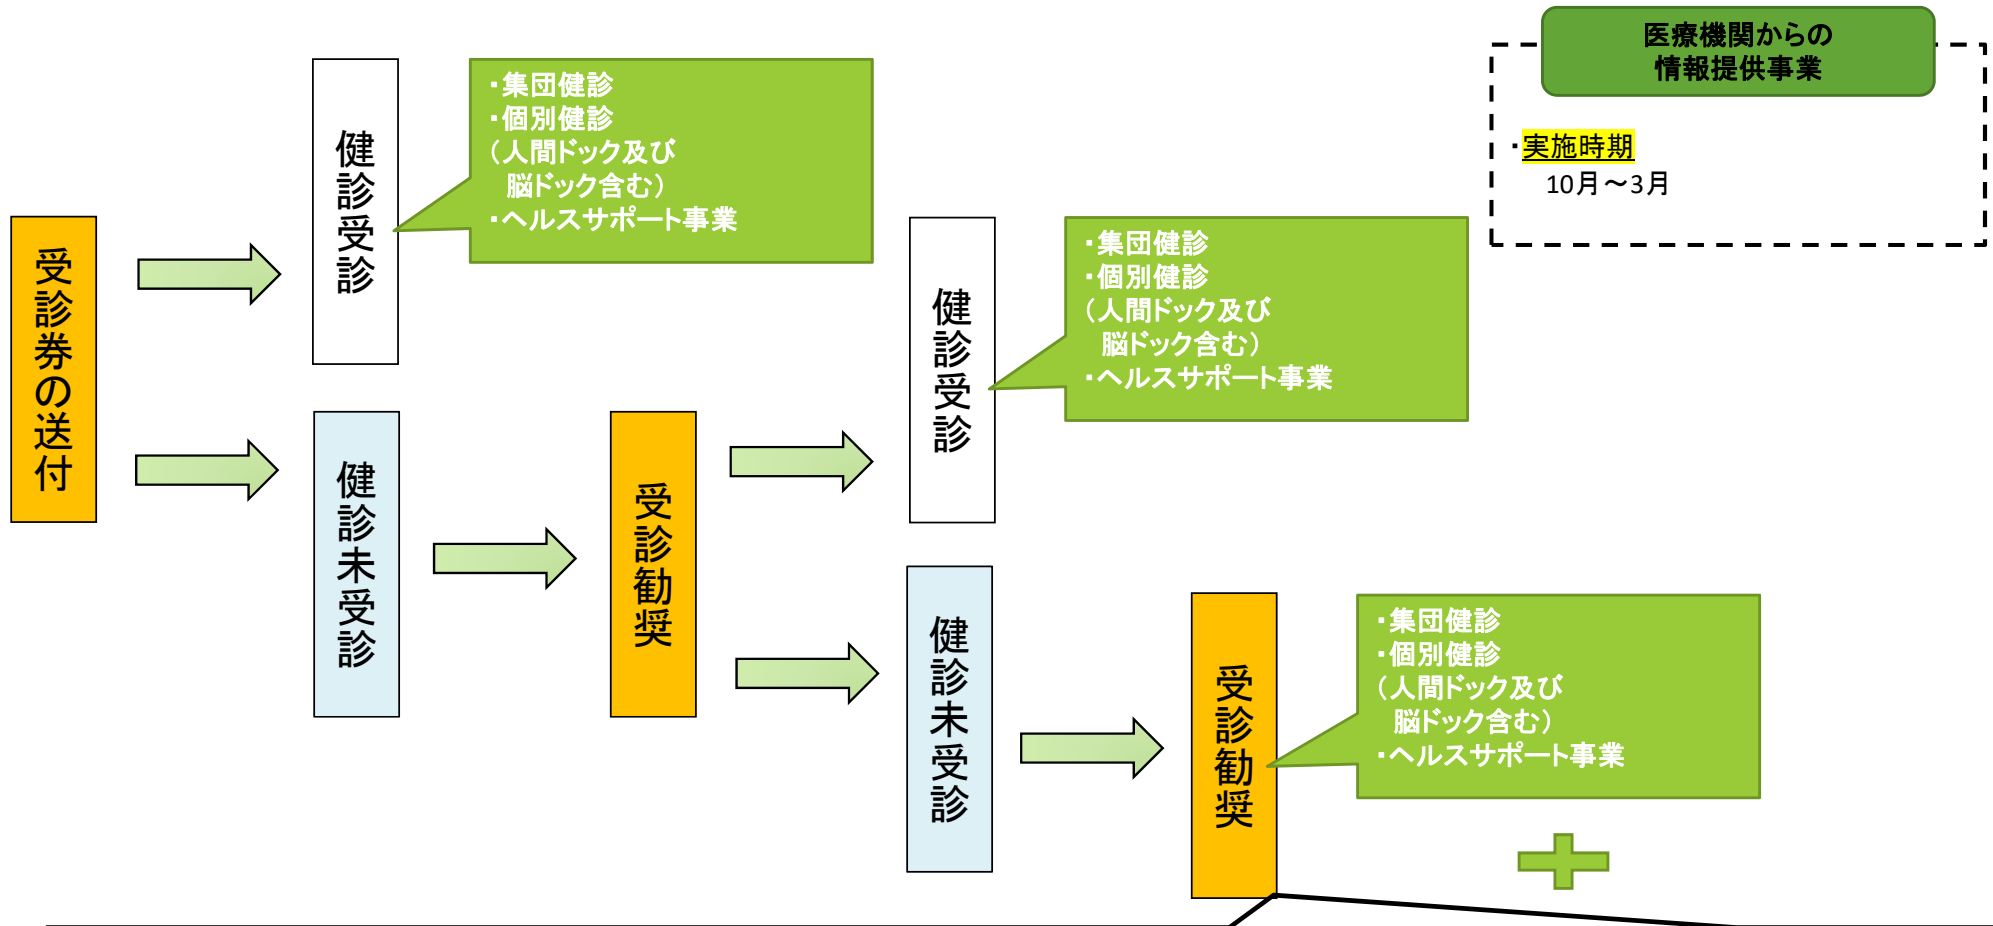 受診券の送付
健診受診
・集団健診
・個別健診
（人間ドック及び
脳ドック含む）
・ヘルスサポート事業
健診未受診
受診勧奨
健診受診
・集団健診
・個別健診
（人間ドック及び
脳ドック含む）
・ヘルスサポート事業
健診未受診
受診勧奨
・集団健診
・個別健診
（人間ドック及び
脳ドック含む）
・ヘルスサポート事業
医療機関からの
情報提供事業
・実施時期
10月～3月